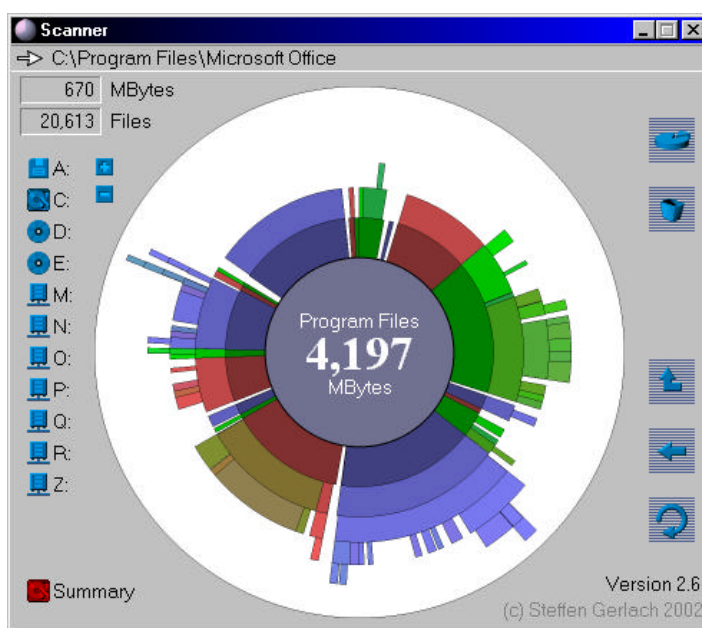 Scanner
C:\Program Files\Microsoft Office
670 MBytes
20,613 Files
A:
C:
D:
E:
M:
N:
O:
P:
Q:
R:
Z:
Program Files
4,197
MBytes
Summary
Version 2.6
(c) Steffen Gerlach 2002